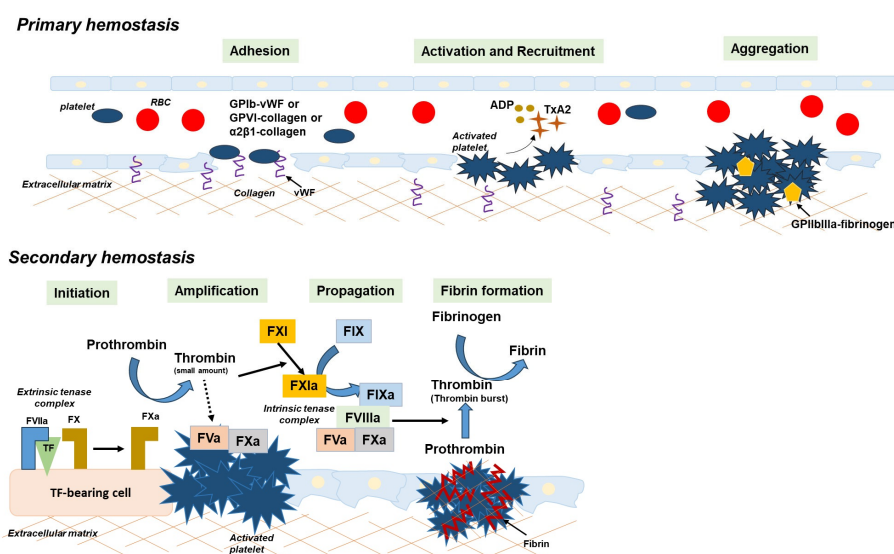 Primary hemostasis
Adhesion
Activation and Recruitment
Aggregation
platelet
RBC
GPIb-vWF or
GPVI-collagen or
α2β1-collagen
ADP
TxA2
Activated
platelet
Extracellular matrix
Collagen
vWF
GPIIbIIIa-fibrinogen
Secondary hemostasis
Initiation
Amplification
Propagation
Fibrin formation
Prothrombin
Thrombin
(small amount)
FXI
FIX
Fibrinogen
Fibrin
Extrinsic tenase
complex
FVIIa
FX
FXa
TF
FXIa
FIXa
Intrinsic tenase
complex
FVIIIa
FVa
FXa
FVa
FXa
Thrombin
(Thrombin burst)
Prothrombin
TF-bearing cell
Extracellular matrix
Activated
platelet
Fibrin